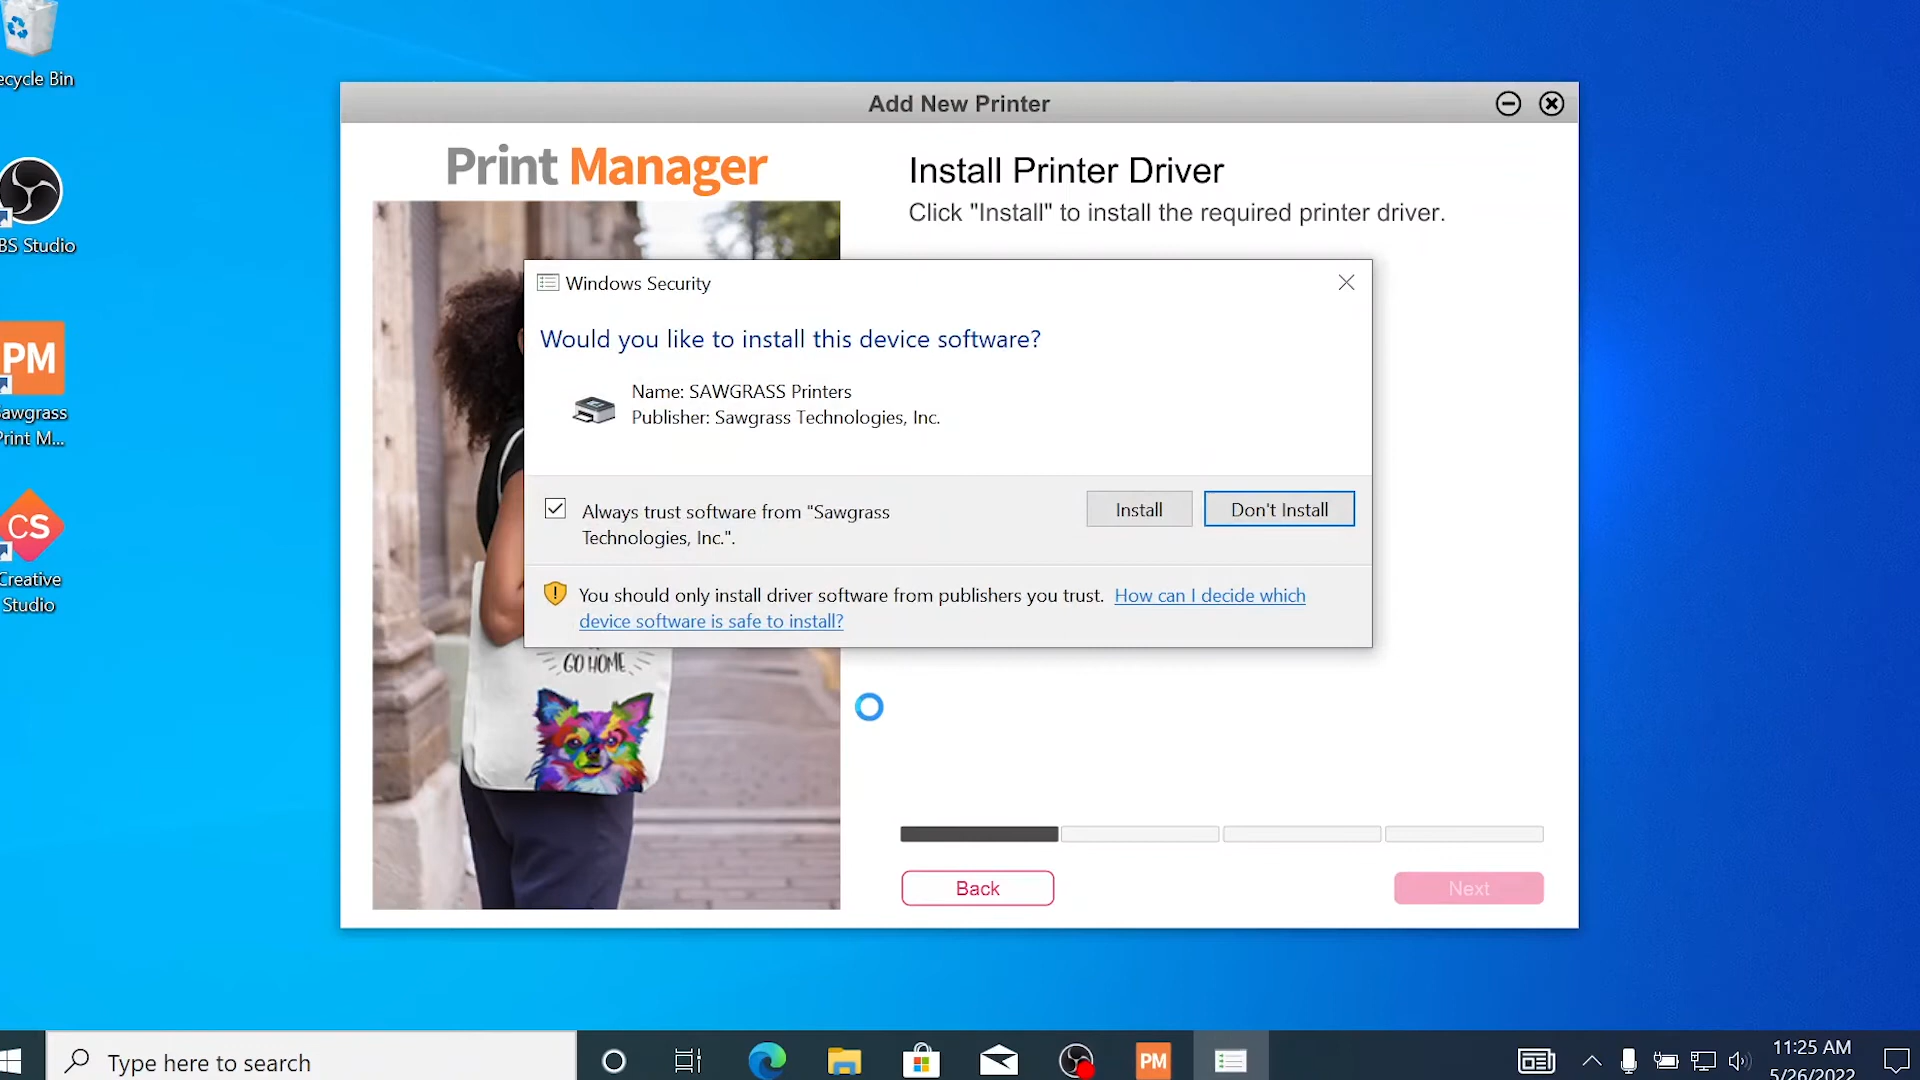 ecycle Bin
BS Studio
PM
awgrass
Print M...
CS
Creative
Studio
Add New Printer
Print Manager
Install Printer Driver
Click "Install" to install the required printer driver.
Windows Security
Would you like to install this device software?
Name: SAWGRASS Printers
Publisher: Sawgrass Technologies, Inc.
Always trust software from "Sawgrass
Technologies, Inc.".
Install
Don't Install
You should only install driver software from publishers you trust. How can I decide which
device software is safe to install?
GO HOME
Back
Next
Type here to search
PM
11:25 AM
5/26/2022